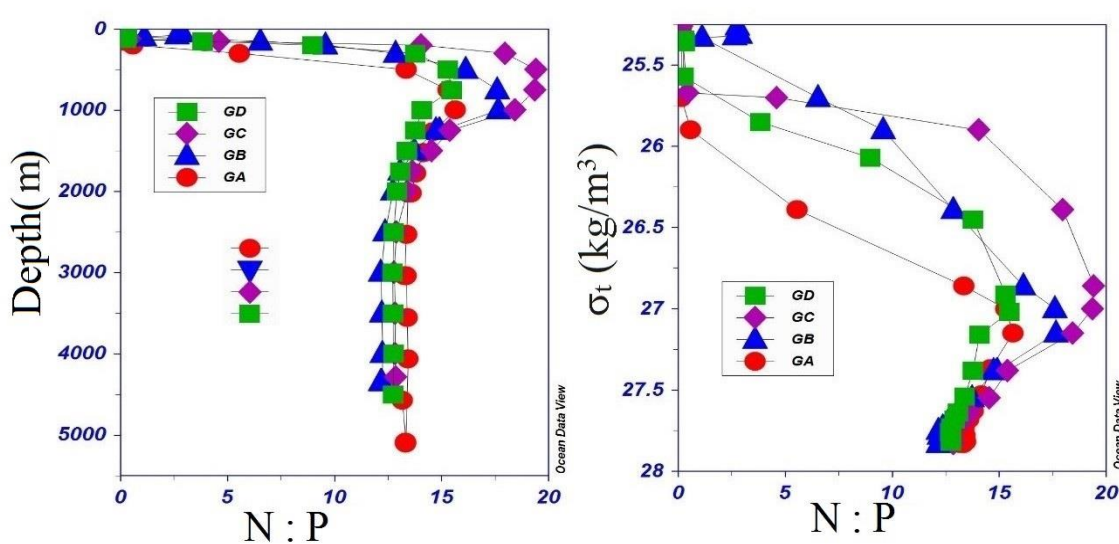 Depth( m)
0
1000
2000
3000
4000
5000
GD
GC
GB
GA
0
5
10
15
20
N : P
Ocean Data View
σt (kg/m³)
25.5
26
26.5
27
27.5
28
GD
GC
GB
GA
0
5
10
15
20
N : P
Ocean Data View